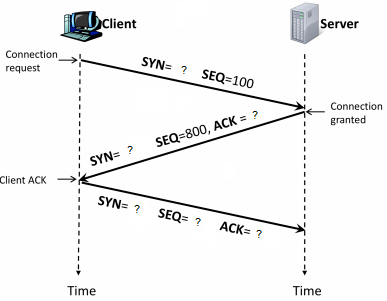 Client
Server
Connection
request
SYN= ? SEQ=100
Connection
granted
SYN= ? SEQ=800, ACK = ?
Client ACK
SYN= ? SEQ= ? ACK= ?
Time
Time